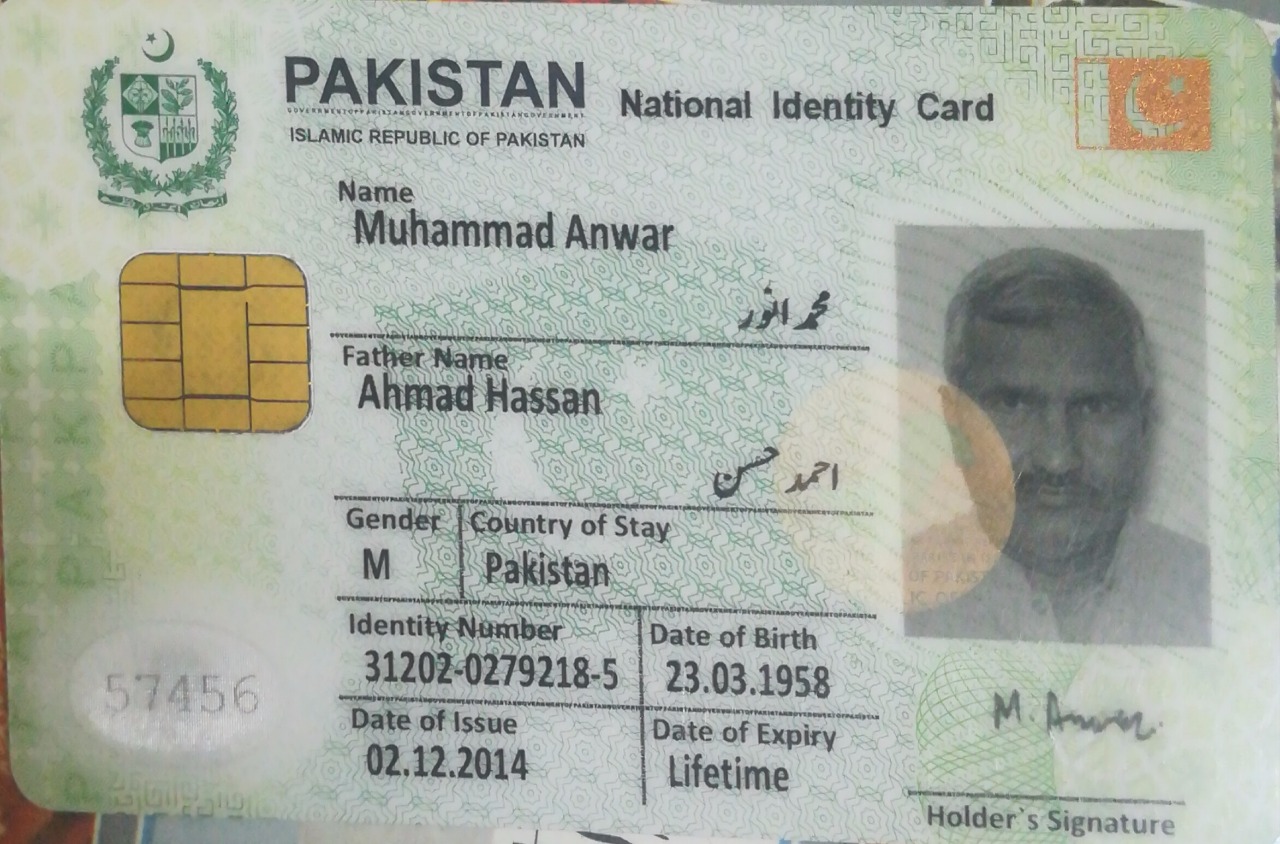 PAKISTAN
National Identity Card
ISLAMIC REPUBLIC OF PAKISTAN
Name
Muhammad Anwar
محمد انور
Father Name
Ahmad Hassan
احمد حسن
Gender
Country of Stay
M
Pakistan
Identity Number
Date of Birth
31202-0279218-5
23.03.1958
57456
Date of Issue
Date of Expiry
02.12.2014
Lifetime
M. Anwar.
Holder`s Signature